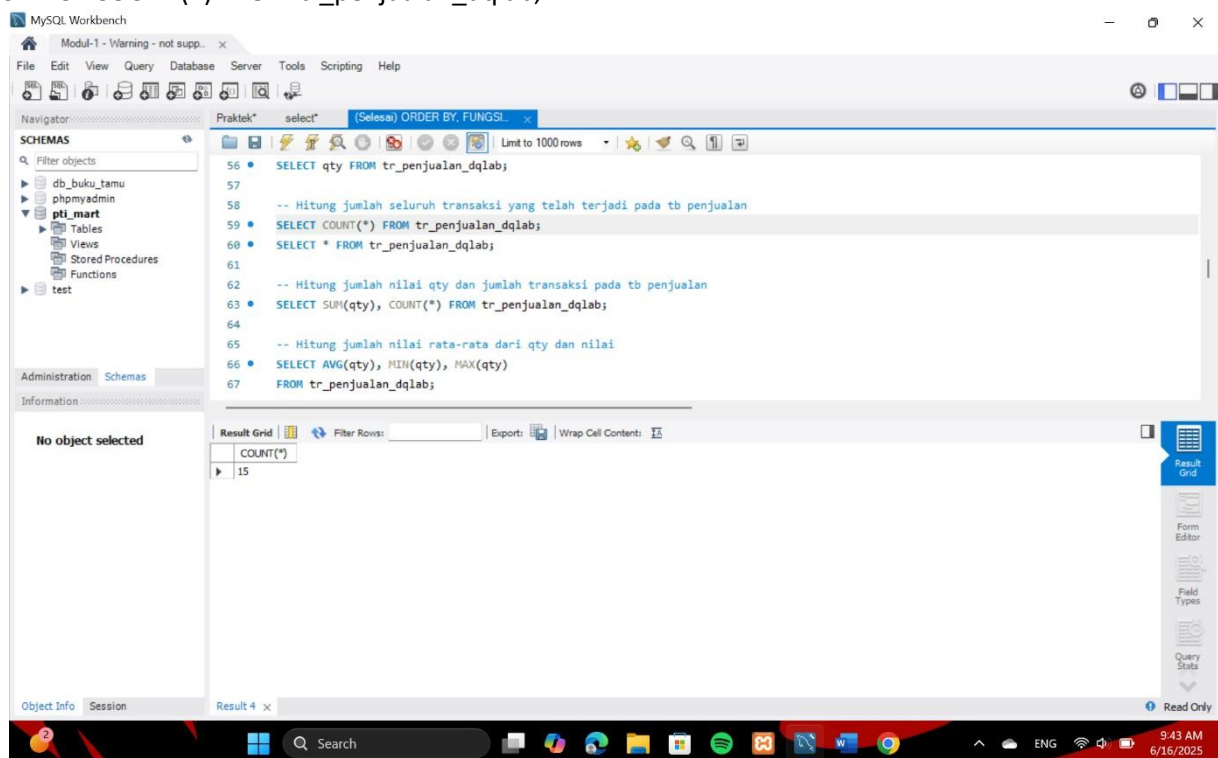 MySQL Workbench
Modul-1 - Warning - not supp..
File Edit View Query Database Server Tools Scripting Help
Navigator
Praktek* select* (Selesai) ORDER BY, FUNGSI...
SCHEMAS
Limit to 1000 rows
Filter objects
db_buku_tamu
phpmyadmin
pti_mart
Tables
Views
Stored Procedures
Functions
test
56 SELECT qty FROM tr_penjualan_dqlab;
57
58 -- Hitung jumlah seluruh transaksi yang telah terjadi pada tb penjualan
59 SELECT COUNT(*) FROM tr_penjualan_dqlab;
60 SELECT * FROM tr_penjualan_dqlab;
61
62 -- Hitung jumlah nilai qty dan jumlah transaksi pada tb penjualan
63 SELECT SUM(qty), COUNT(*) FROM tr_penjualan_dqlab;
64
65 -- Hitung jumlah nilai rata-rata dari qty dan nilai
66 SELECT AVG(qty), MIN(qty), MAX(qty)
67 FROM tr_penjualan_dqlab;
Administration Schemas
Information
No object selected
Result Grid Filter Rows: Export: Wrap Cell Content:
COUNT(*)
15
Result Grid
Form Editor
Field Types
Query Stats
Object Info Session
Result 4
Read Only
2
Search
ENG
9:43 AM
6/16/2025